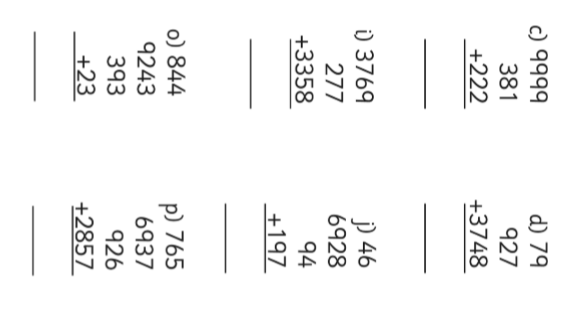 c) 9999
381
+222
d) 79
927
+3748
i) 3769
277
+3358
j) 46
6928
94
+197
o) 844
9243
393
+23
p) 765
6937
926
+2857